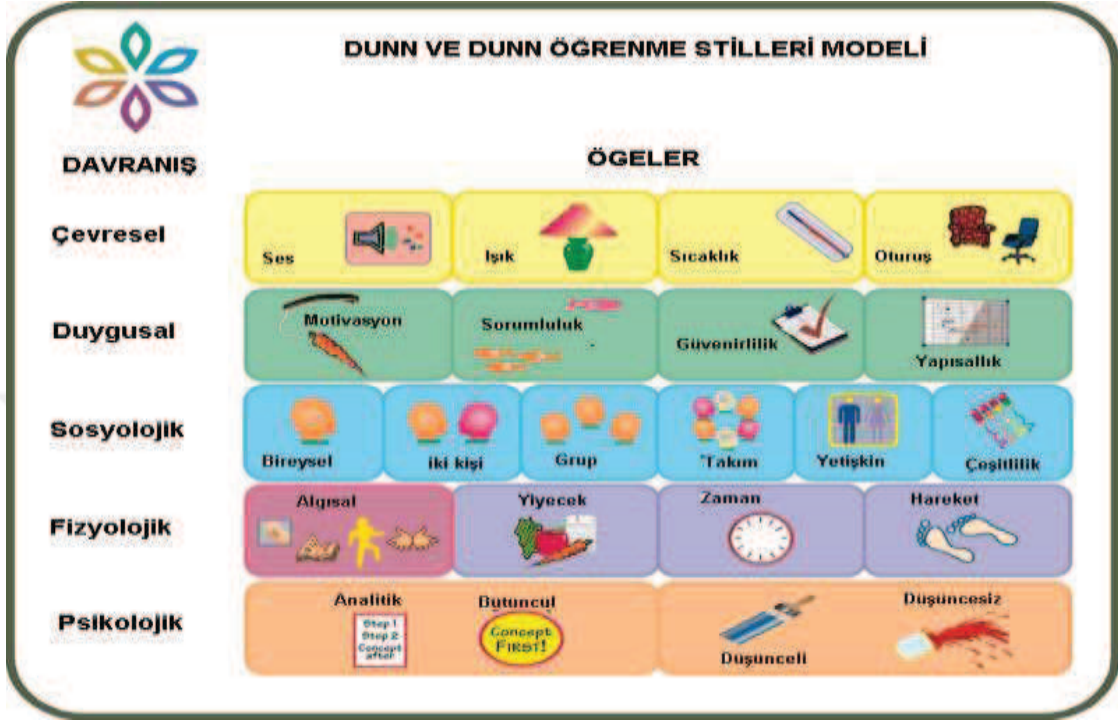 DUNN VE DUNN ÖĞRENME STİLLERİ MODELİ
DAVRANIŞ
ÖGELER
Çevresel
Ses
Işık
Sıcaklık
Oturuş
Duygusal
Motivasyon
Sorumluluk
Güvenirlilik
Yapısallık
Sosyolojik
Bireysel
iki kişi
Grup
Takım
Yetişkin
Çeşitlilik
Fizyolojik
Algısal
Yiyecek
Zaman
Hareket
Psikolojik
Analitik
Step 1
Step 2
Concept
after
Butuncul
Concept
FIRST!
Düşünceli
Düşüncesiz